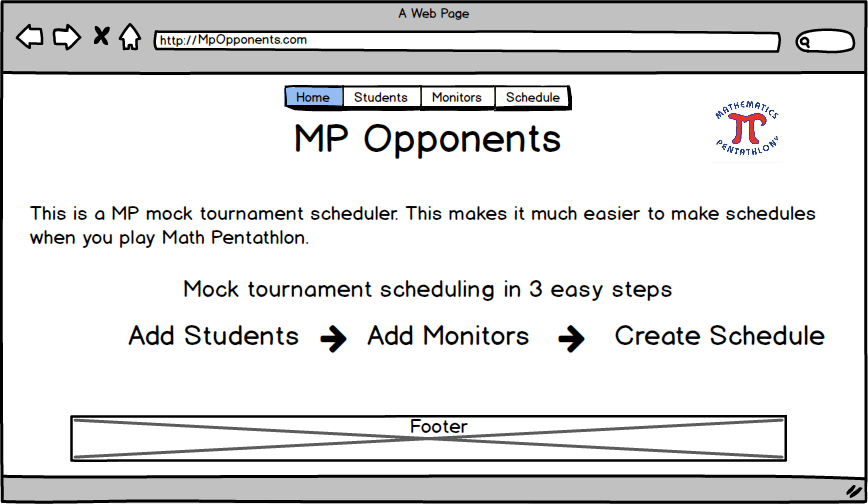 A Web Page
http://MpOpponents.com
Home Students Monitors Schedule
MP Opponents
MATHEMATICS
PENTATHLON
This is a MP mock tournament scheduler. This makes it much easier to make schedules
when you play Math Pentathlon.
Mock tournament scheduling in 3 easy steps
Add Students → Add Monitors → Create Schedule
Footer